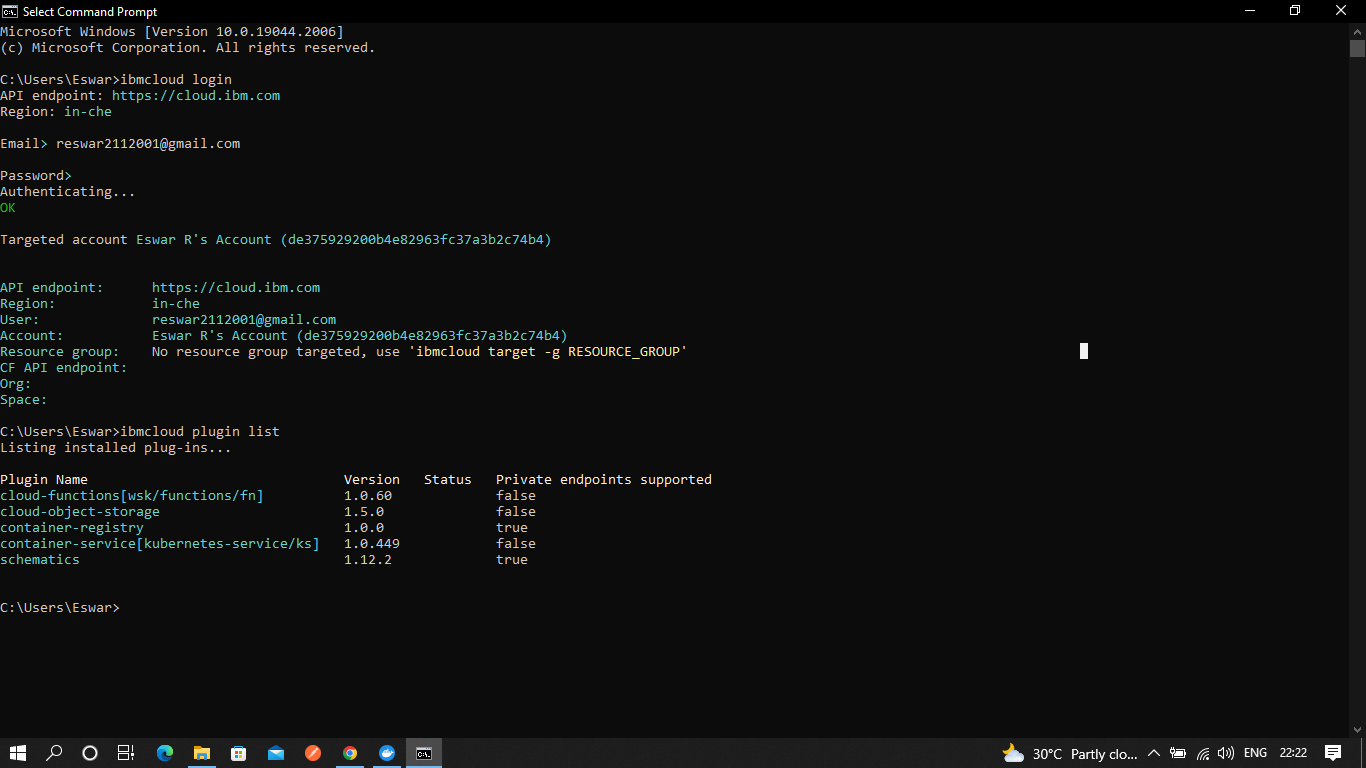 Select Command Prompt
Microsoft Windows [Version 10.0.19044.2006]
(c) Microsoft Corporation. All rights reserved.
C:\Users\Eswar>ibmcloud login
API endpoint: https://cloud.ibm.com
Region: in-che
Email> reswar2112001@gmail.com
Password>
Authenticating...
OK
Targeted account Eswar R's Account (de375929200b4e82963fc37a3b2c74b4)
API endpoint: https://cloud.ibm.com
Region: in-che
User: reswar2112001@gmail.com
Account: Eswar R's Account (de375929200b4e82963fc37a3b2c74b4)
Resource group: No resource group targeted, use 'ibmcloud target -g RESOURCE_GROUP'
CF API endpoint:
Org:
Space:
C:\Users\Eswar>ibmcloud plugin list
Listing installed plug-ins...
Plugin Name Version Status Private endpoints supported
cloud-functions[wsk/functions/fn] 1.0.60 false
cloud-object-storage 1.5.0 false
container-registry 1.0.0 true
container-service[kubernetes-service/ks] 1.0.449 false
schematics 1.12.2 true
C:\Users\Eswar>
30°C Partly clo... ENG 22:22